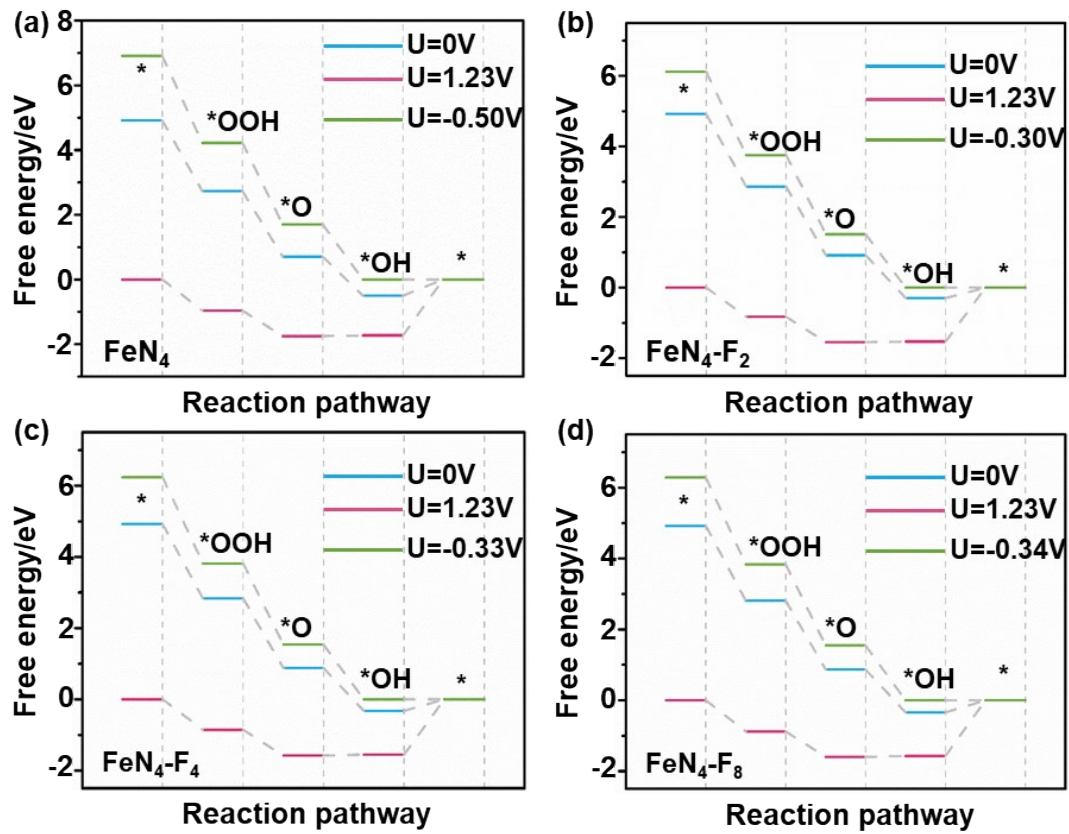 (a)
8
6
4
2
0
-2
Free energy/eV
U=0V
U=1.23V
U=-0.50V
*
*OOH
*O
*OH
*
FeN4
Reaction pathway
(b)
6
4
2
0
-2
Free energy/eV
U=0V
U=1.23V
U=-0.30V
*
*OOH
*O
*OH
*
FeN4-F2
Reaction pathway
(c)
6
4
2
0
-2
Free energy/eV
U=0V
U=1.23V
U=-0.33V
*
*OOH
*O
*OH
*
FeN4-F4
Reaction pathway
(d)
6
4
2
0
-2
Free energy/eV
U=0V
U=1.23V
U=-0.34V
*
*OOH
*O
*OH
*
FeN4-F8
Reaction pathway